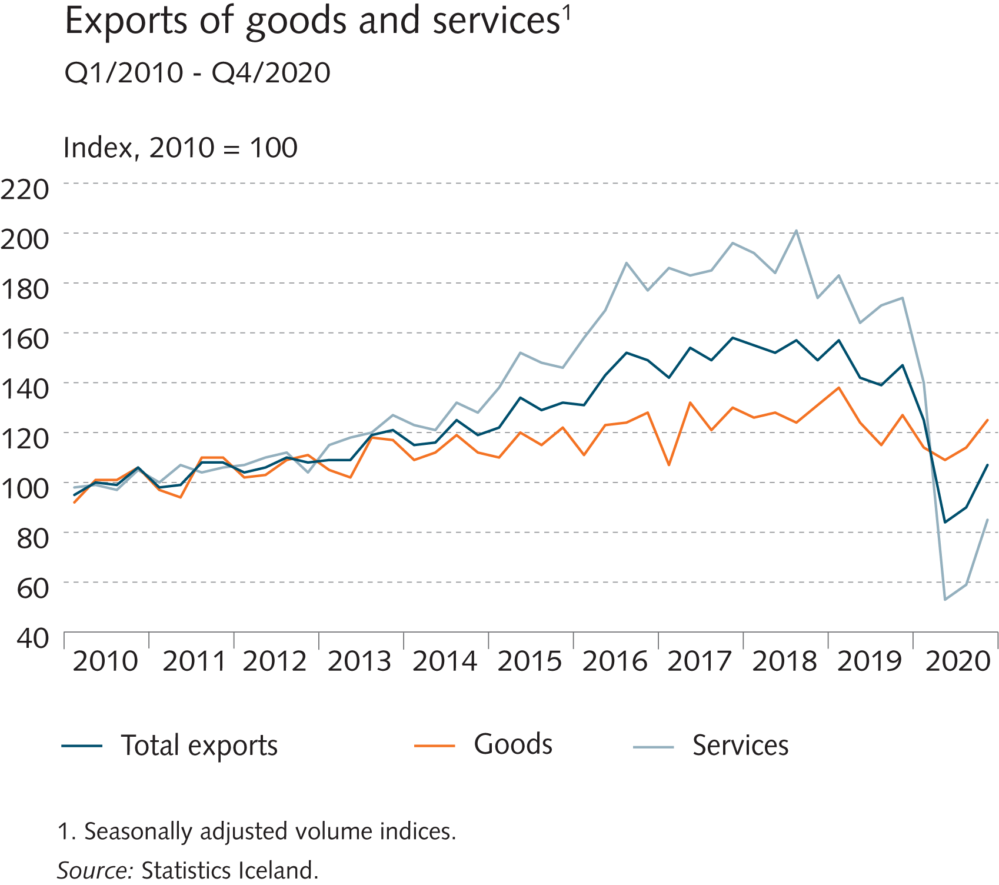 Exports of goods and services¹
Q1/2010 - Q4/2020
Index, 2010 = 100
220
200
180
160
140
120
100
80
60
40
2010 2011 2012 2013 2014 2015 2016 2017 2018 2019 2020
Total exports Goods Services
1. Seasonally adjusted volume indices.
Source: Statistics Iceland.